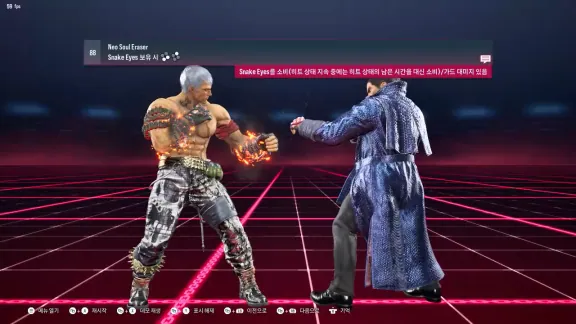 59 fps
88 Neo Soul Eraser
Snake Eyes 보유 시
Snake Eyes를 소비(히트 상태 지속 중에는 히트 상태의 남은 시간을 대신 소비)/가드 대미지 있음
메뉴 열기 + 재시작 + 데모 재생 + 표시 해제 + 이전으로 + 다음으로 기억